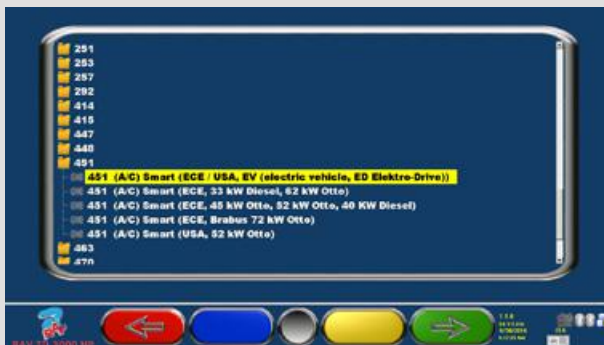 251
253
257
292
414
415
447
448
451
451 (A/C) Smart (ECE / USA, EV (electric vehicle, ED Elektro-Drive))
451 (A/C) Smart (ECE, 33 kW Diesel, 62 kW Otto)
451 (A/C) Smart (ECE, 45 kW Otto, 52 kW Otto, 40 KW Diesel)
451 (A/C) Smart (ECE, Brabus 72 kW Otto)
451 (A/C) Smart (USA, 52 kW Otto)
463
470